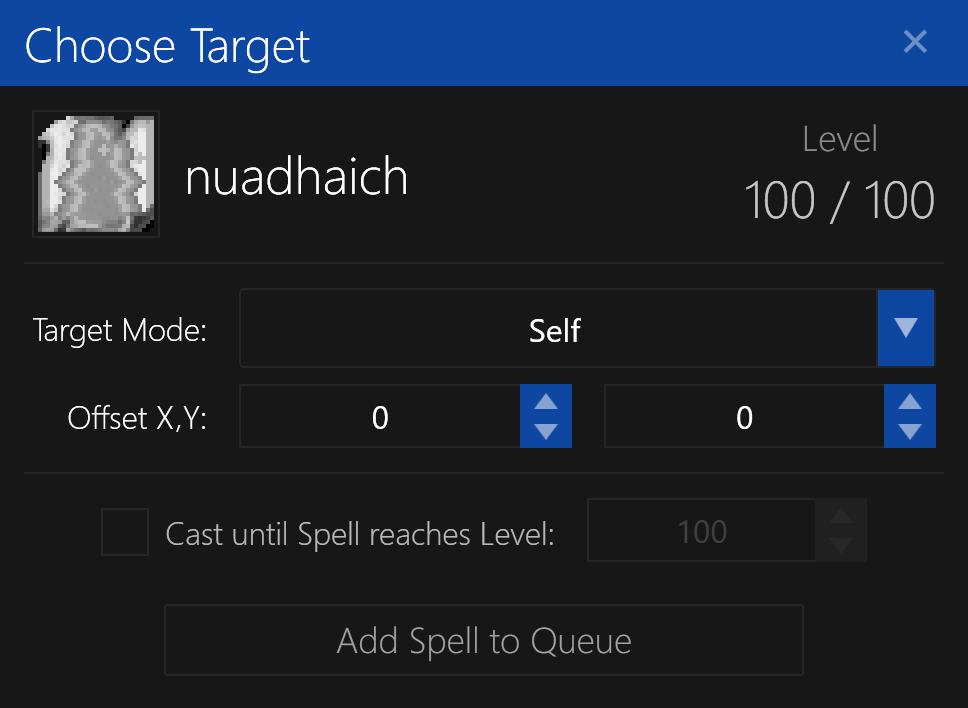 Choose Target
nuadhaich
Level
100 / 100
Target Mode:
Self
Offset X,Y:
0
0
Cast until Spell reaches Level:
100
Add Spell to Queue